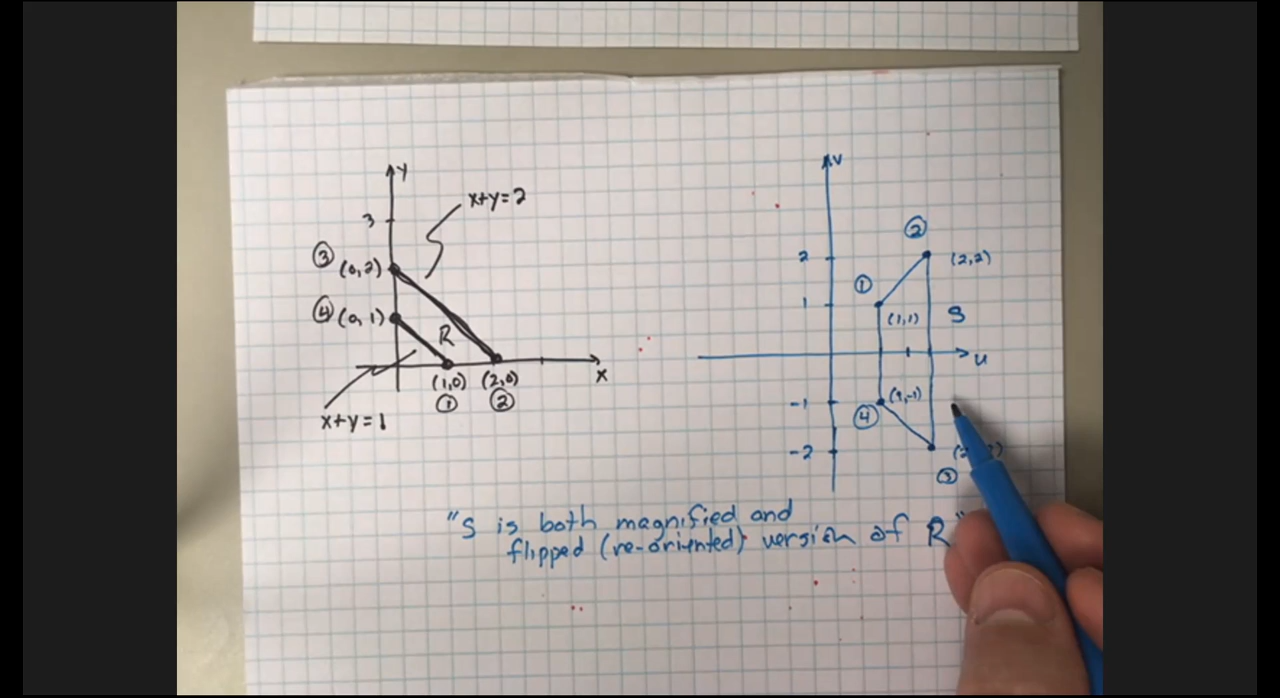 y
x+y=2
3
③ (0,2)
④ (0,1)
R
x
(1,0) (2,0)
① ②
x+y=1
v
②
2 (2,2)
①
1 (1,1) S
u
-1 (1,-1)
④
-2
③
"S is both magnified and
flipped (re-oriented) version of R"